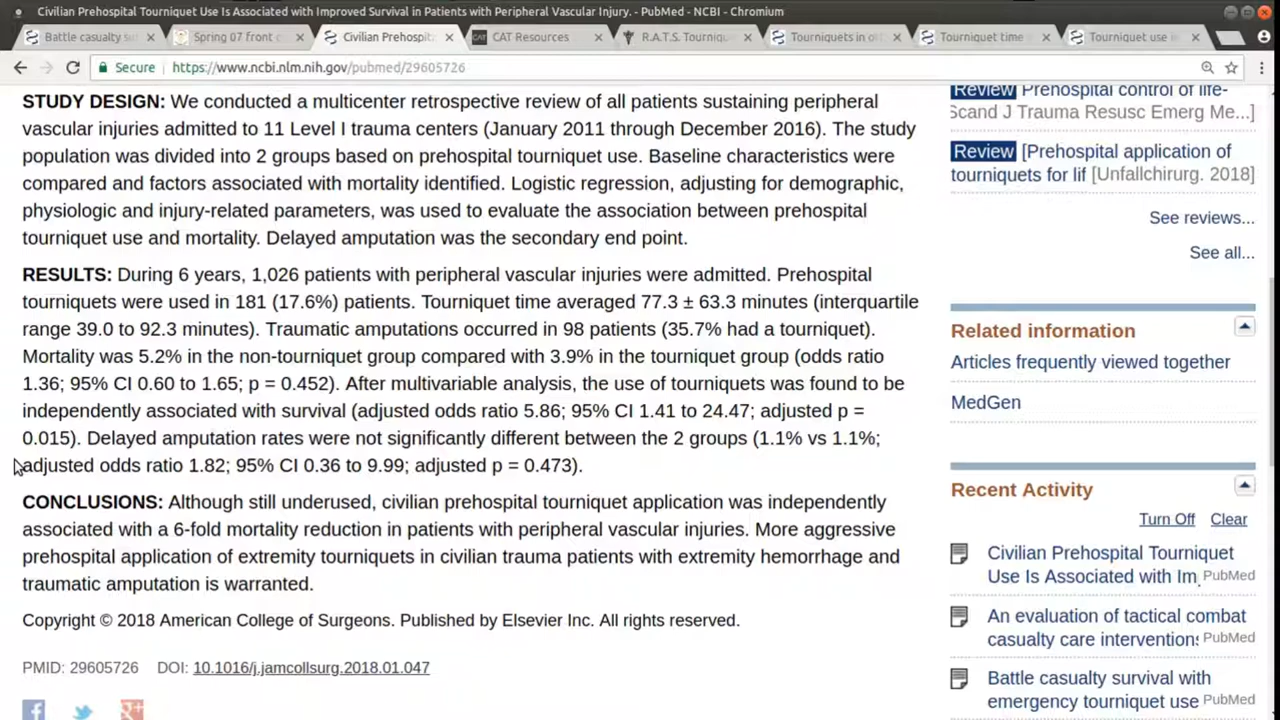 Civilian Prehospital Tourniquet Use Is Associated with Improved Survival in Patients with Peripheral Vascular Injury. - PubMed - NCBI - Chromium
Battle casualty su
Spring 07 front c
Civilian Prehospita
CAT Resources
R.A.T.S. Tourniqu
Tourniquets in ot
Tourniquet time
Tourniquet use i
Secure https://www.ncbi.nlm.nih.gov/pubmed/29605726
STUDY DESIGN: We conducted a multicenter retrospective review of all patients sustaining peripheral
vascular injuries admitted to 11 Level I trauma centers (January 2011 through December 2016). The study
population was divided into 2 groups based on prehospital tourniquet use. Baseline characteristics were
compared and factors associated with mortality identified. Logistic regression, adjusting for demographic,
physiologic and injury-related parameters, was used to evaluate the association between prehospital
tourniquet use and mortality. Delayed amputation was the secondary end point.
RESULTS: During 6 years, 1,026 patients with peripheral vascular injuries were admitted. Prehospital
tourniquets were used in 181 (17.6%) patients. Tourniquet time averaged 77.3 ± 63.3 minutes (interquartile
range 39.0 to 92.3 minutes). Traumatic amputations occurred in 98 patients (35.7% had a tourniquet).
Mortality was 5.2% in the non-tourniquet group compared with 3.9% in the tourniquet group (odds ratio
1.36; 95% CI 0.60 to 1.65; p = 0.452). After multivariable analysis, the use of tourniquets was found to be
independently associated with survival (adjusted odds ratio 5.86; 95% CI 1.41 to 24.47; adjusted p =
0.015). Delayed amputation rates were not significantly different between the 2 groups (1.1% vs 1.1%;
adjusted odds ratio 1.82; 95% CI 0.36 to 9.99; adjusted p = 0.473).
CONCLUSIONS: Although still underused, civilian prehospital tourniquet application was independently
associated with a 6-fold mortality reduction in patients with peripheral vascular injuries. More aggressive
prehospital application of extremity tourniquets in civilian trauma patients with extremity hemorrhage and
traumatic amputation is warranted.
Copyright © 2018 American College of Surgeons. Published by Elsevier Inc. All rights reserved.
PMID: 29605726 DOI: 10.1016/j.jamcollsurg.2018.01.047
Review Prehospital control of life-
Scand J Trauma Resusc Emerg Me...]
Review [Prehospital application of
tourniquets for lif [Unfallchirurg. 2018]
See reviews...
See all...
Related information
Articles frequently viewed together
MedGen
Recent Activity
Turn Off Clear
Civilian Prehospital Tourniquet
Use Is Associated with Im PubMed
An evaluation of tactical combat
casualty care interventions PubMed
Battle casualty survival with
emergency tourniquet use PubMed